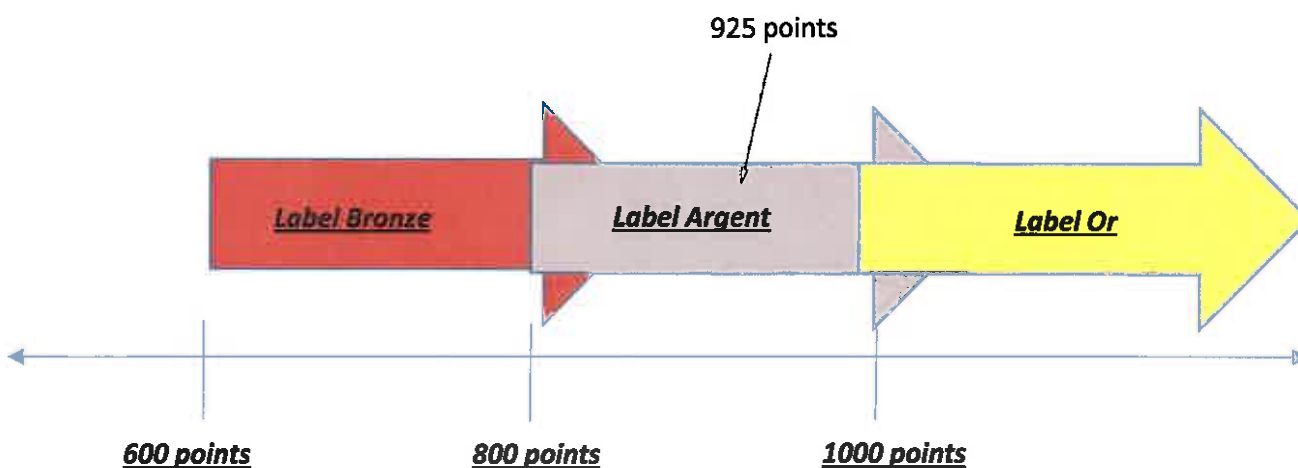 925 points
Label Bronze
Label Argent
Label Or
600 points
800 points
1000 points